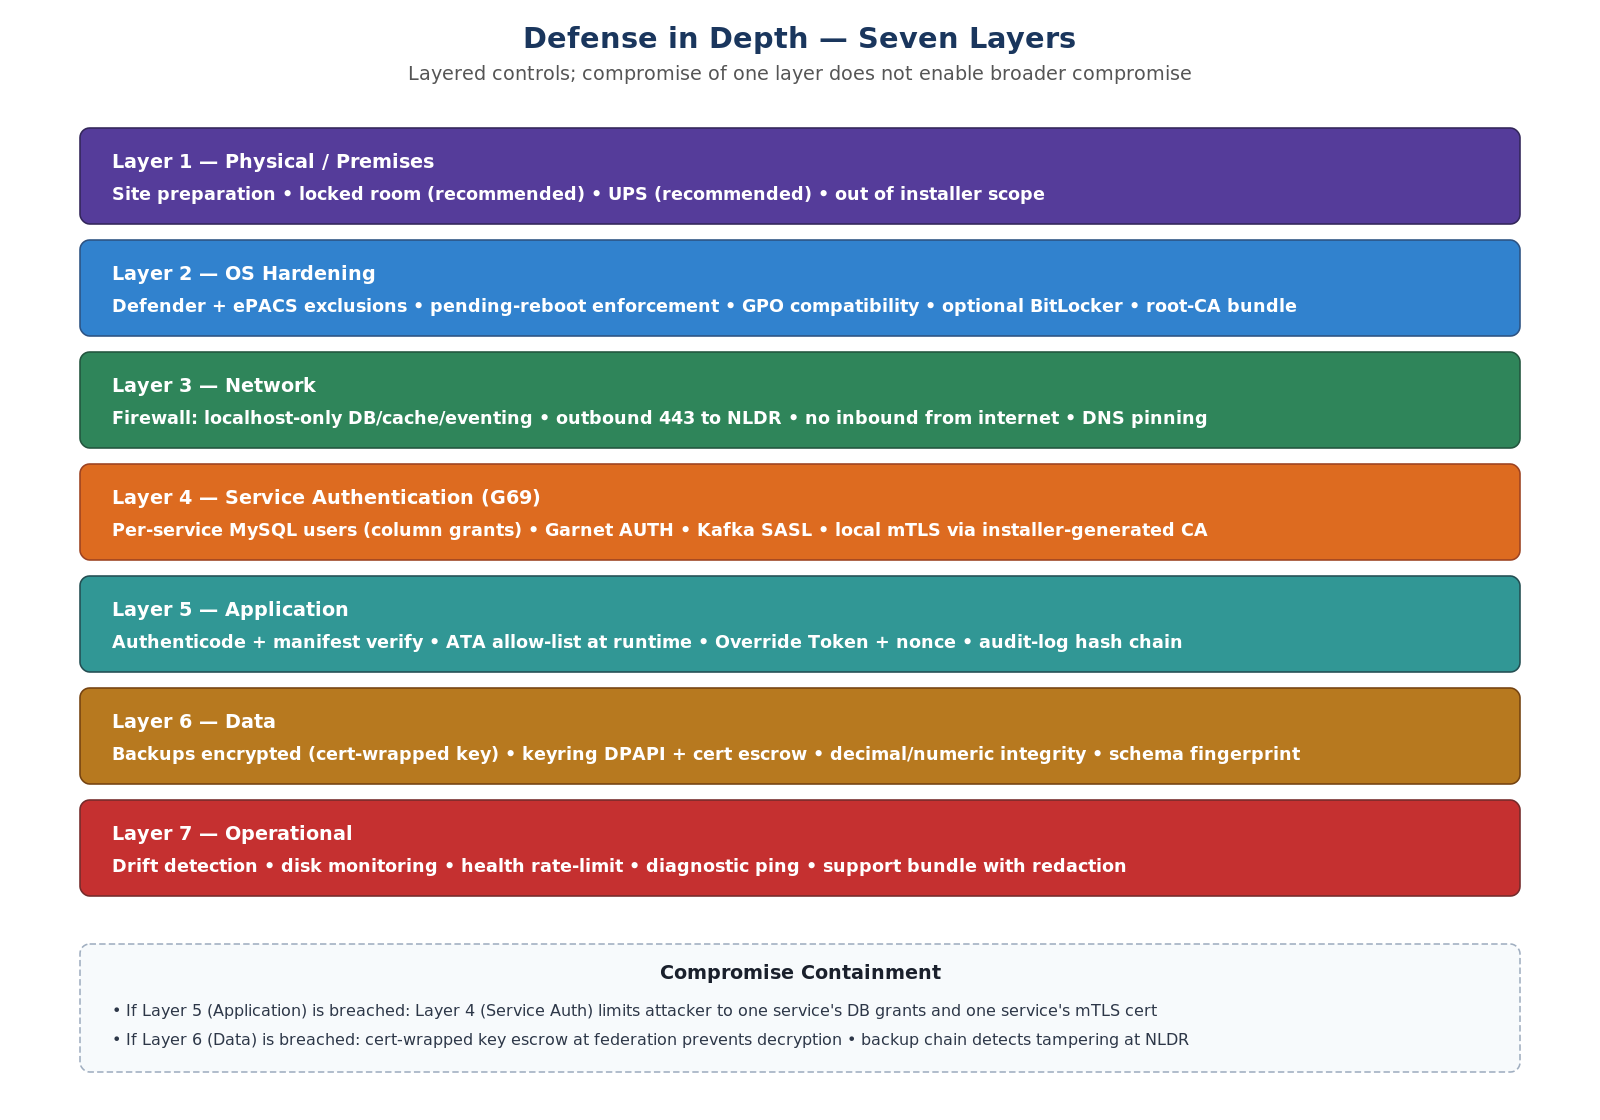 Defense in Depth — Seven Layers
Layered controls; compromise of one layer does not enable broader compromise
Layer 1 — Physical / Premises
Site preparation • locked room (recommended) • UPS (recommended) • out of installer scope
Layer 2 — OS Hardening
Defender + ePACS exclusions • pending-reboot enforcement • GPO compatibility • optional BitLocker • root-CA bundle
Layer 3 — Network
Firewall: localhost-only DB/cache/eventing • outbound 443 to NLDR • no inbound from internet • DNS pinning
Layer 4 — Service Authentication (G69)
Per-service MySQL users (column grants) • Garnet AUTH • Kafka SASL • local mTLS via installer-generated CA
Layer 5 — Application
Authenticode + manifest verify • ATA allow-list at runtime • Override Token + nonce • audit-log hash chain
Layer 6 — Data
Backups encrypted (cert-wrapped key) • keyring DPAPI + cert escrow • decimal/numeric integrity • schema fingerprint
Layer 7 — Operational
Drift detection • disk monitoring • health rate-limit • diagnostic ping • support bundle with redaction
Compromise Containment
• If Layer 5 (Application) is breached: Layer 4 (Service Auth) limits attacker to one service's DB grants and one service's mTLS cert
• If Layer 6 (Data) is breached: cert-wrapped key escrow at federation prevents decryption • backup chain detects tampering at NLDR